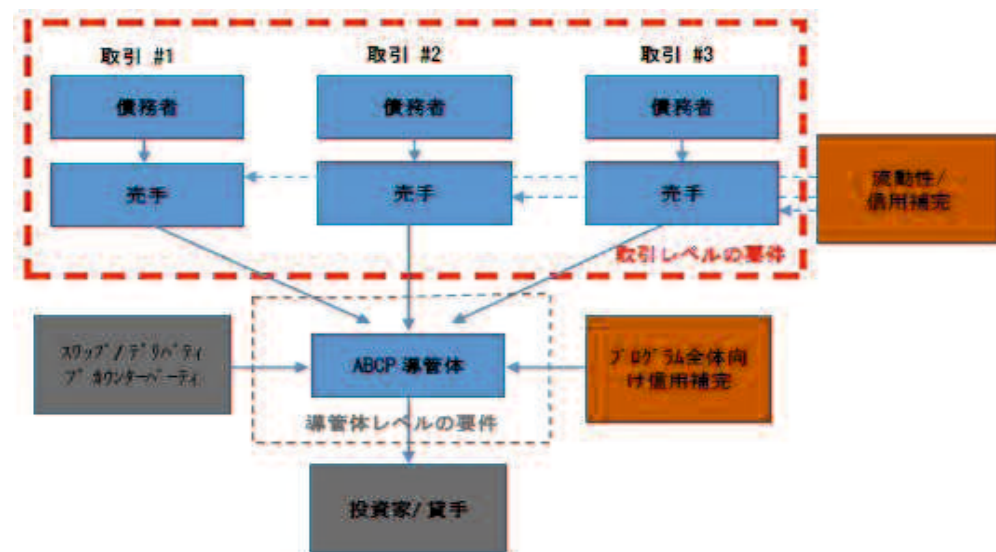 取引 #1
取引 #2
取引 #3
債務者
債務者
債務者
売手
売手
売手
流動性/
信用補完
取引レベルの要件
スワップ/デリバティ
ブ カウンターパーティ
ABCP 導管体
プログラム全体向
け信用補完
導管体レベルの要件
投資家/貸手